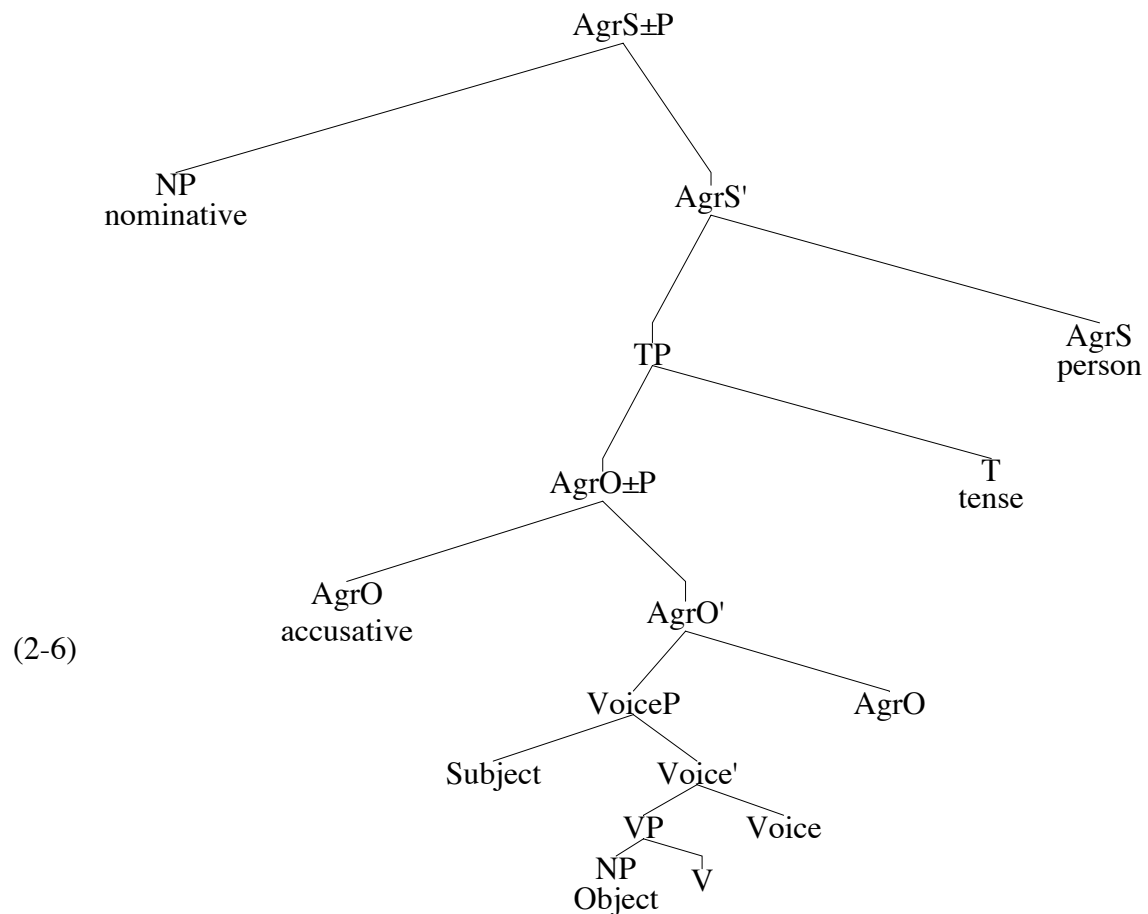 AgrS±P
NP
nominative
AgrS'
AgrS
person
TP
T
tense
AgrO±P
AgrO
accusative
AgrO'
(2-6)
VoiceP
AgrO
Subject
Voice'
VP
Voice
NP
Object
V